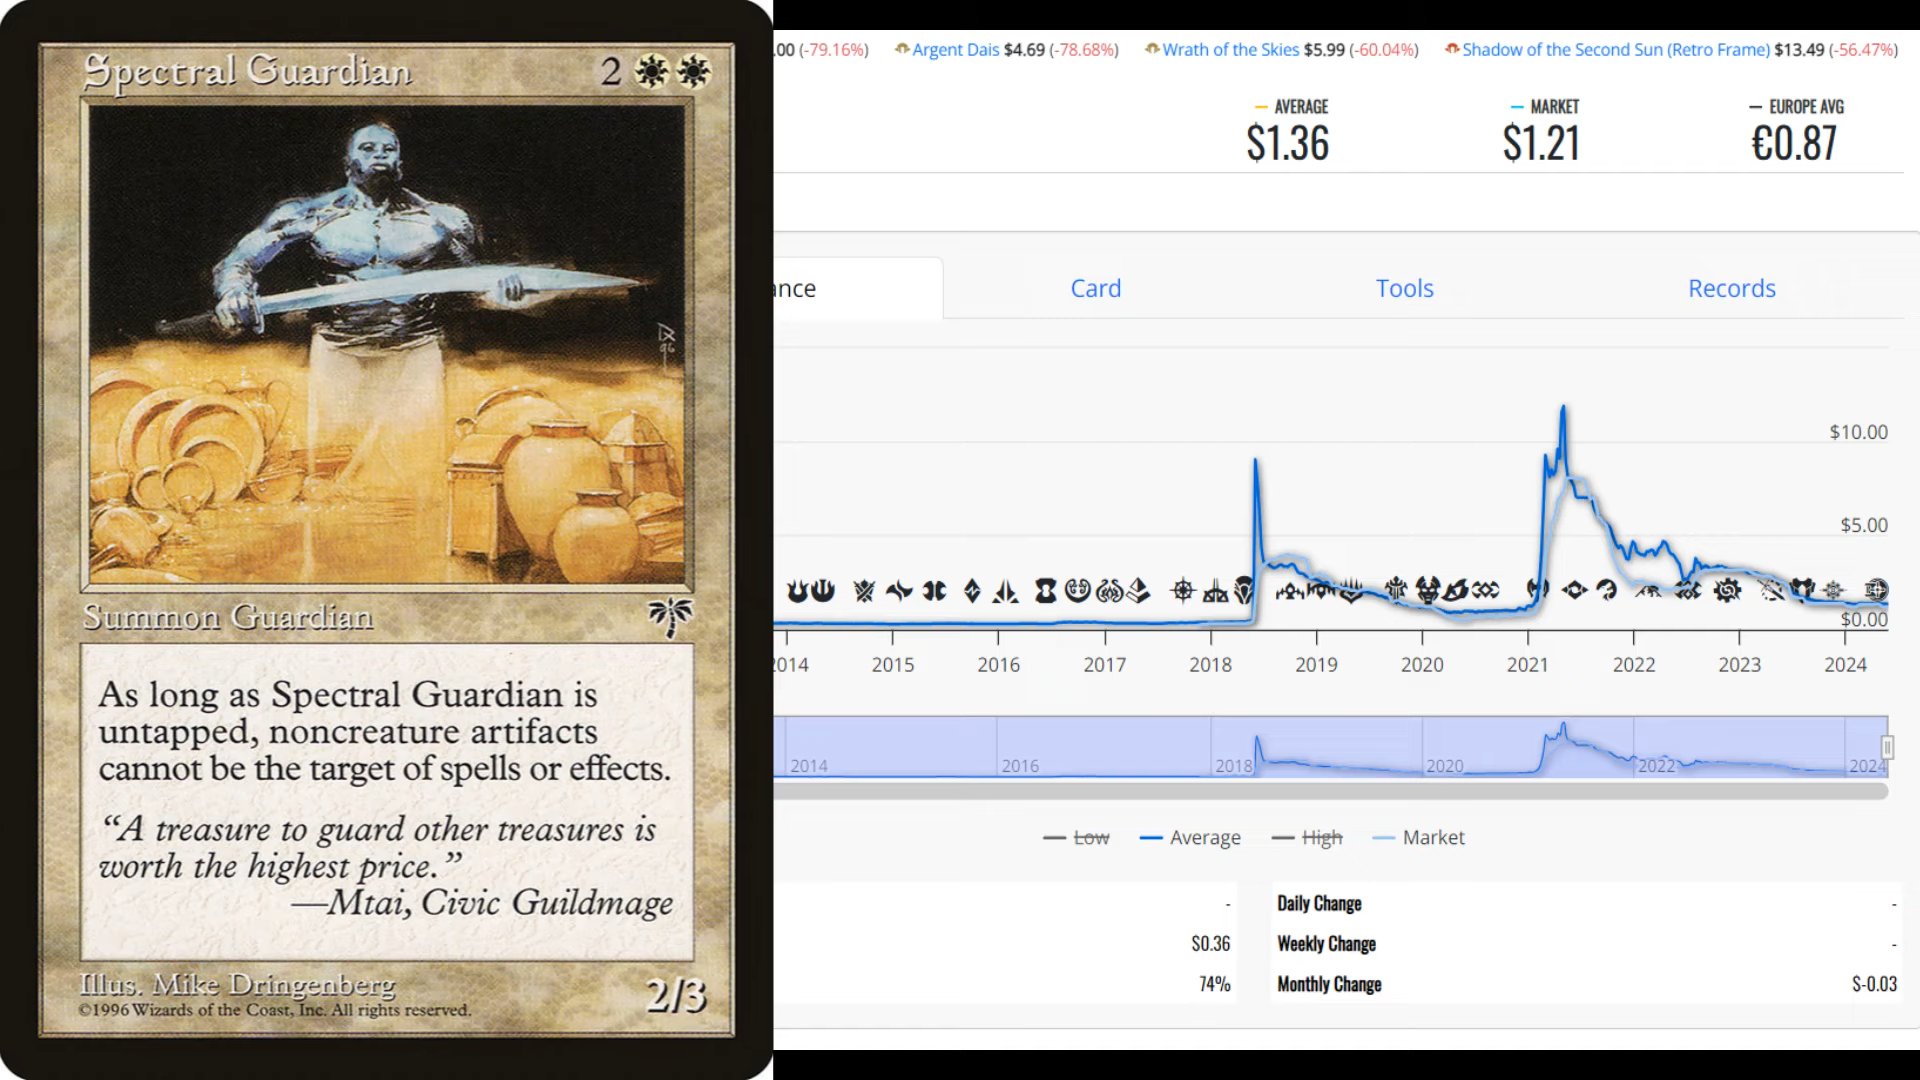 Spectral Guardian 2
Summon Guardian
As long as Spectral Guardian is
untapped, noncreature artifacts
cannot be the target of spells or effects.
“A treasure to guard other treasures is
worth the highest price.”
—Mtai, Civic Guildmage
Illus. Mike Dringenberg
©1996 Wizards of the Coast, Inc. All rights reserved.
2/3
.00 (-79.16%) Argent Dais $4.69 (-78.68%) Wrath of the Skies $5.99 (-60.04%) Shadow of the Second Sun (Retro Frame) $13.49 (-56.47%)
AVERAGE MARKET EUROPE AVG
$1.36 $1.21 €0.87
Card Tools Records
$10.00
$5.00
$0.00
2014 2015 2016 2017 2018 2019 2020 2021 2022 2023 2024
2014 2016 2018 2020 2022 2024
Low Average High Market
- Daily Change -
$0.36 Weekly Change -
74% Monthly Change $-0.03